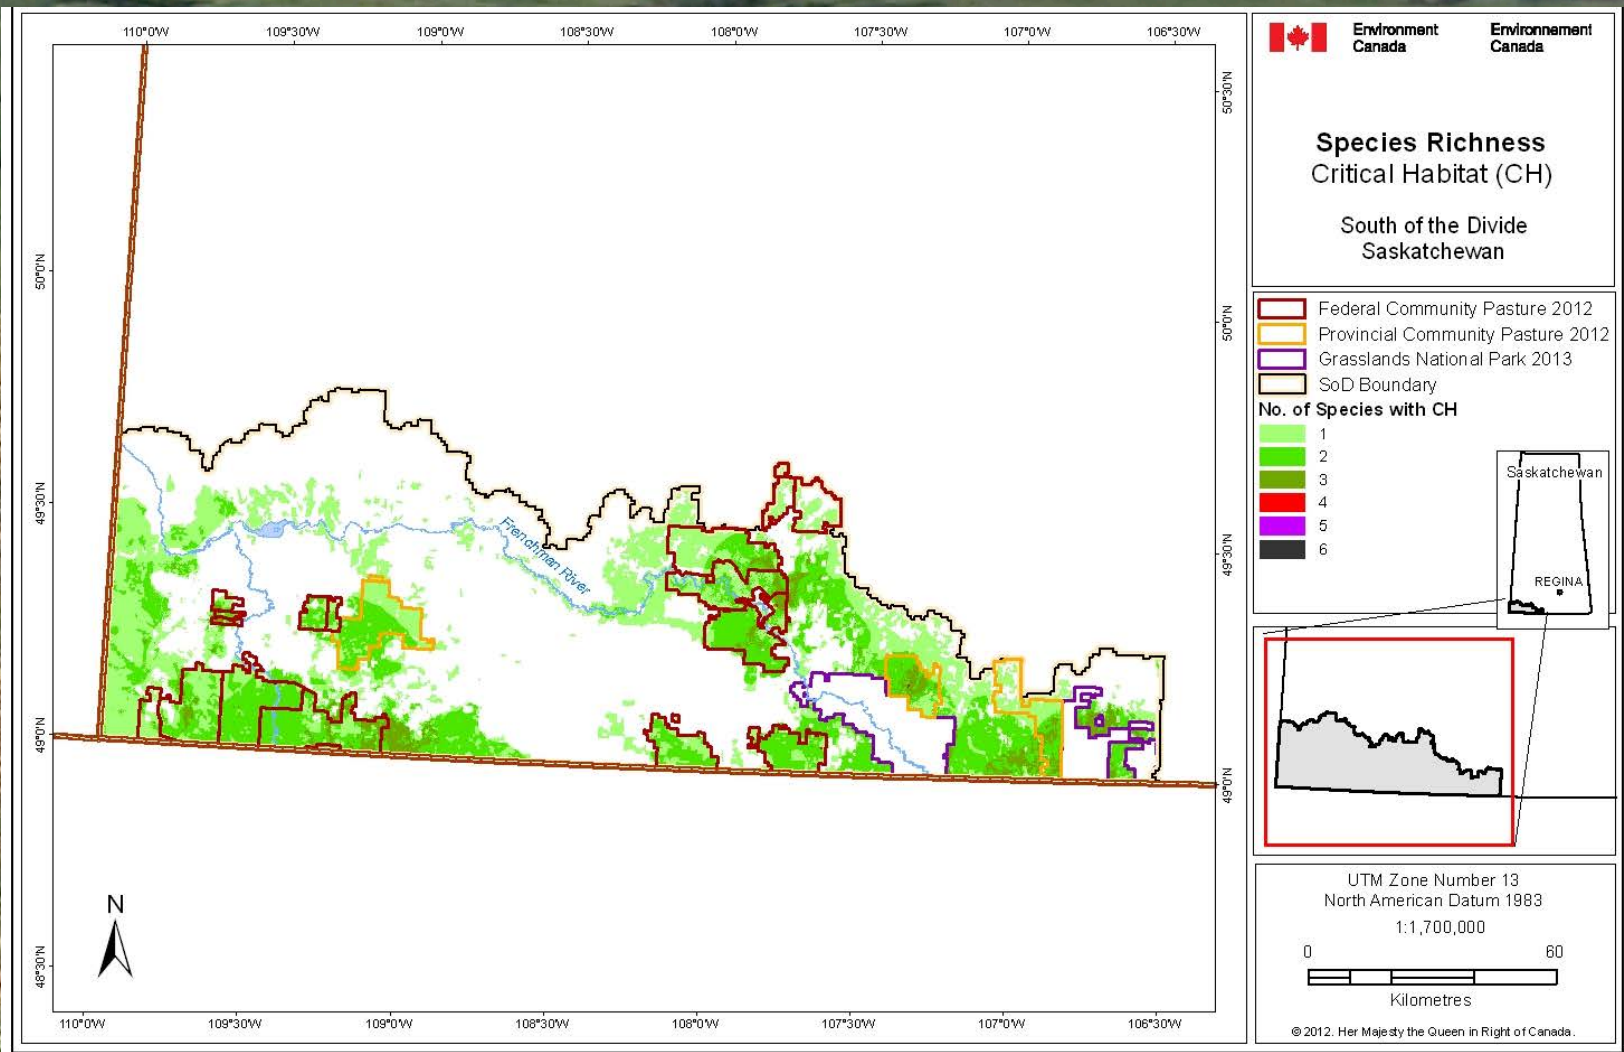 110°0'W 109°30'W 109°0'W 108°30'W 108°0'W 107°30'W 107°0'W 106°30'W
50°0'N
49°30'N
49°0'N
48°30'N
50°30'N
50°0'N
49°30'N
49°0'N
Frenchman River
N
110°0'W 109°30'W 109°0'W 108°30'W 108°0'W 107°30'W 107°0'W 106°30'W
Environment Environnement
Canada Canada
Species Richness
Critical Habitat (CH)
South of the Divide
Saskatchewan
Federal Community Pasture 2012
Provincial Community Pasture 2012
Grasslands National Park 2013
SoD Boundary
No. of Species with CH
1
2
3
4
5
6
Saskatchewan
REGINA
UTM Zone Number 13
North American Datum 1983
1:1,700,000
0 60
Kilometres
© 2012. Her Majesty the Queen in Right of Canada.